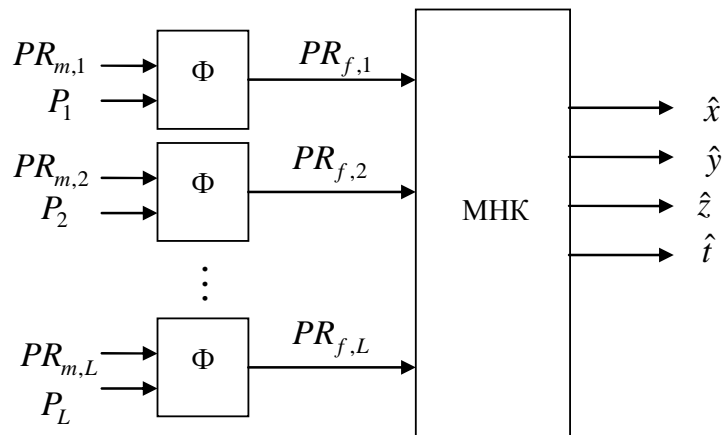 PR_{m,1} Φ PR_{f,1}
P_1
x̂
PR_{m,2} Φ PR_{f,2}
ŷ
P_2 МНК
ẑ
t̂
⋮
PR_{m,L} Φ PR_{f,L}
P_L